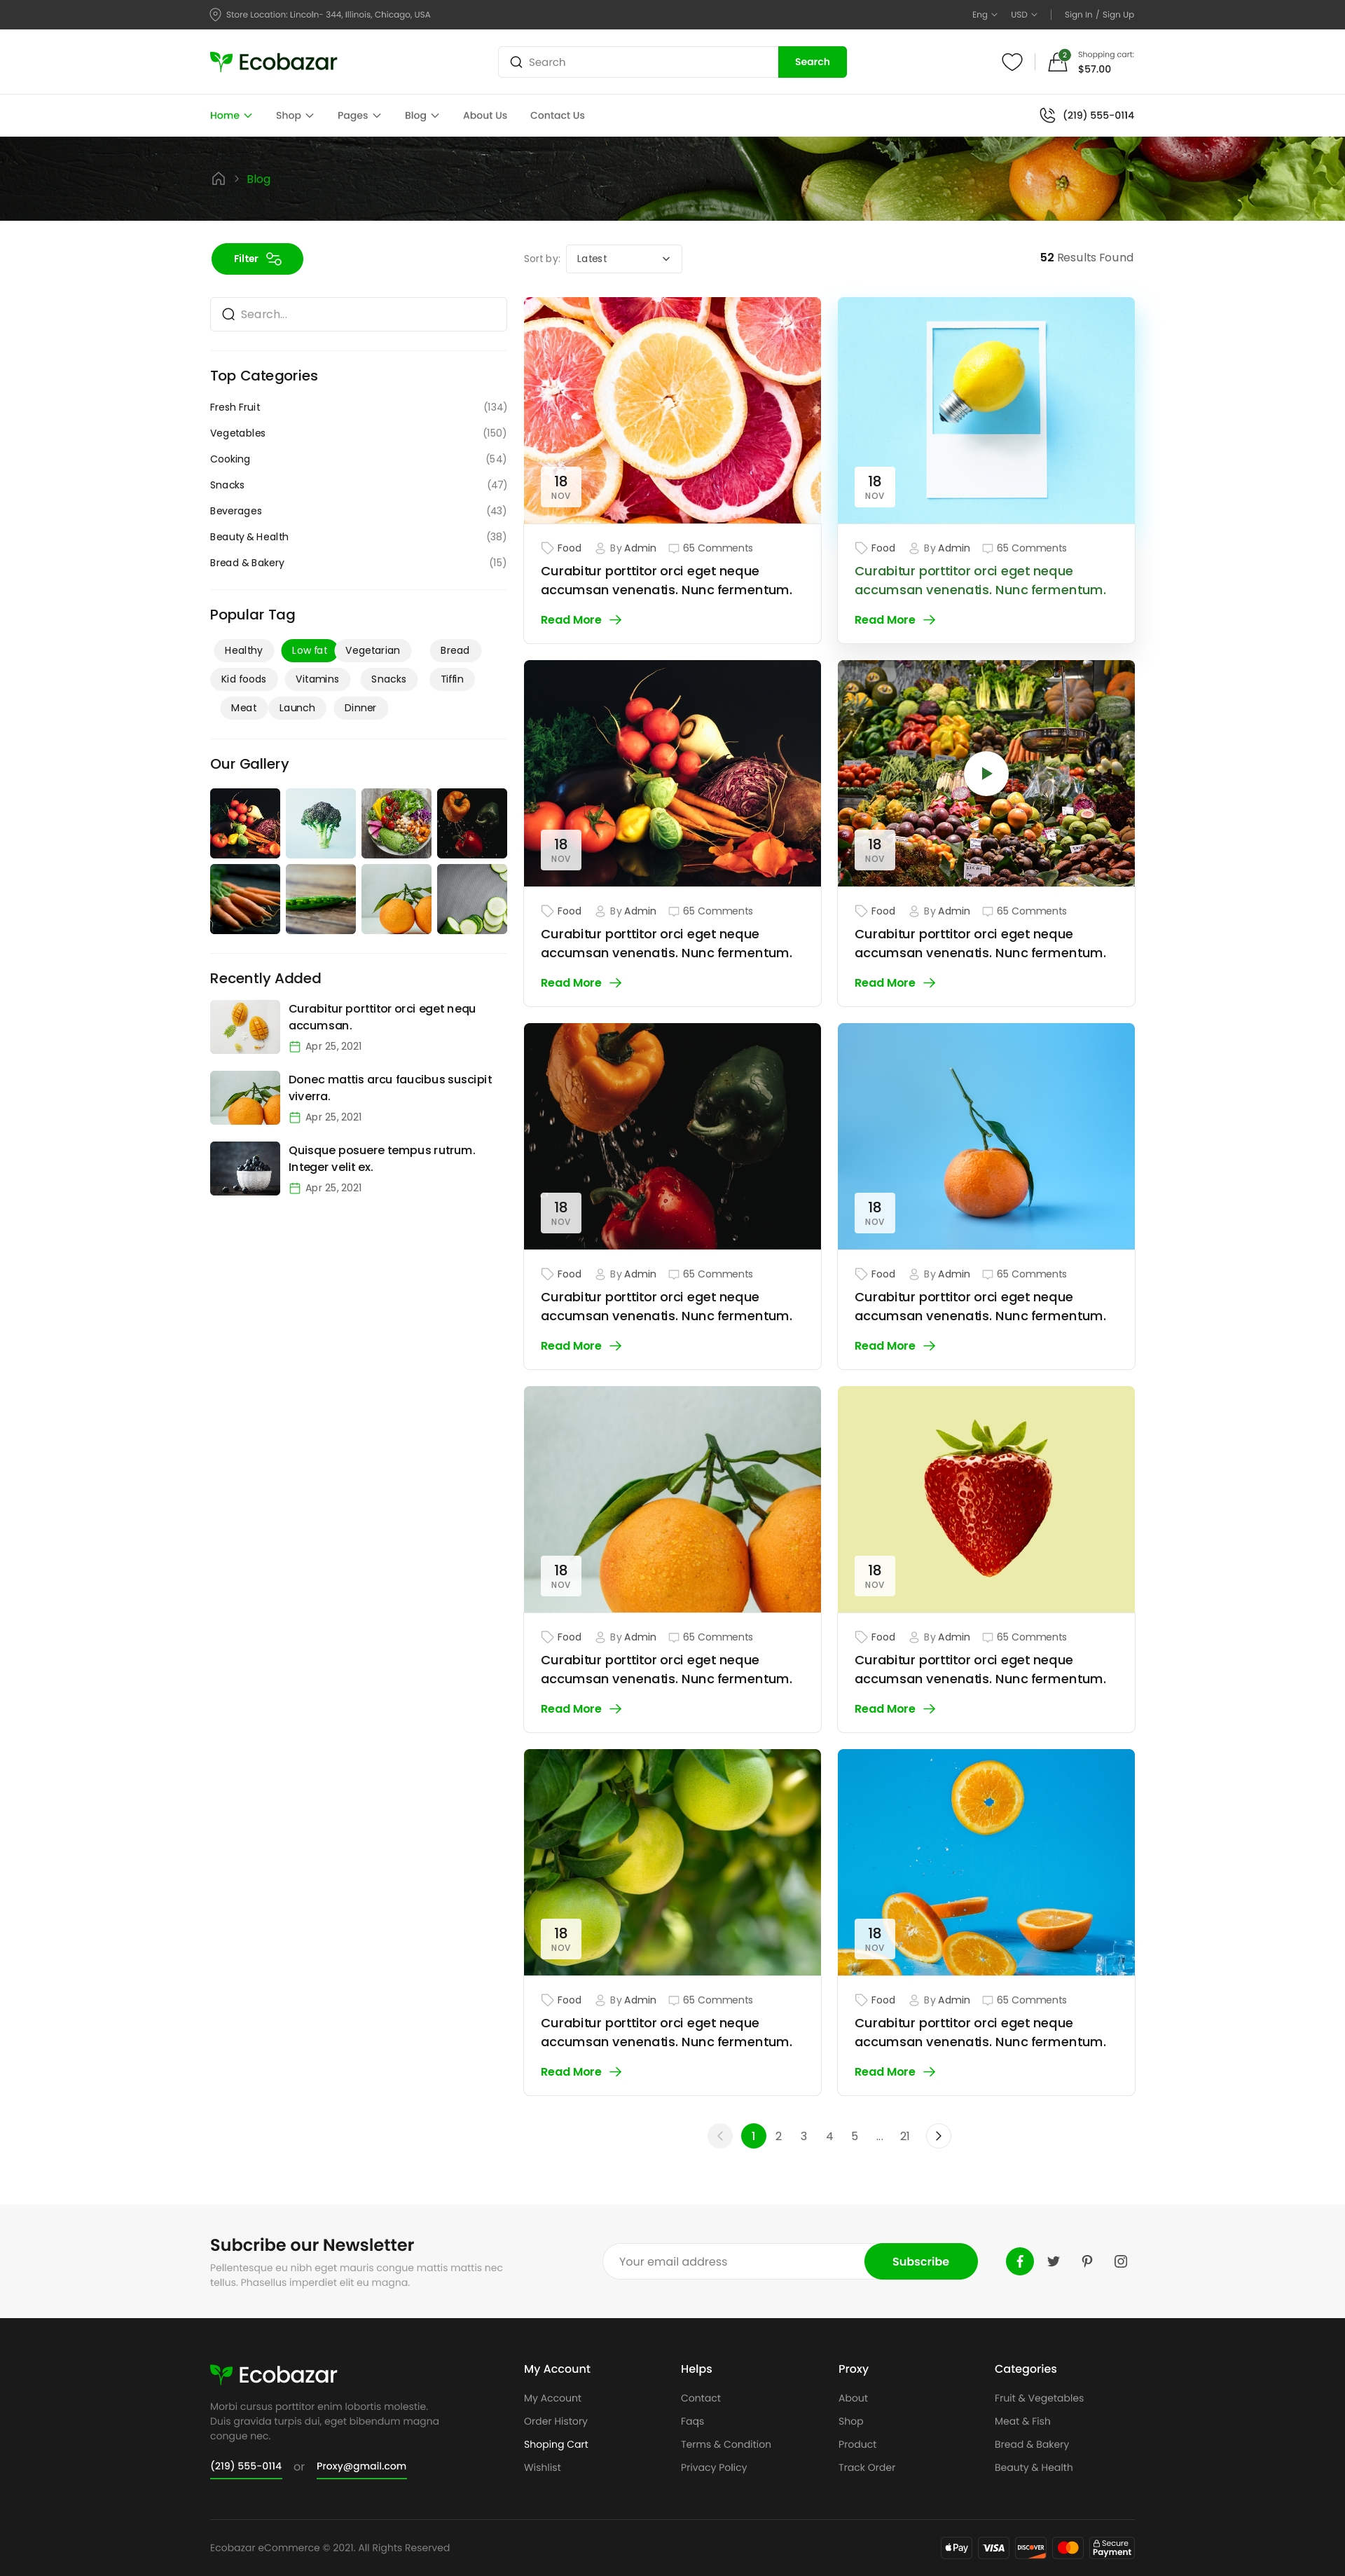 Store Location: Lincoln- 344, Illinois, Chicago, USA
Eng
USD
Sign In / Sign Up
Ecobazar
Search
Search
2
Shopping cart:
$57.00
Home
Shop
Pages
Blog
About Us
Contact Us
(219) 555-0114
Blog
Filter
Sort by:
Latest
52 Results Found
Search...
Top Categories
Fresh Fruit
(134)
Vegetables
(150)
Cooking
(54)
Snacks
(47)
Beverages
(43)
Beauty & Health
(38)
Bread & Bakery
(15)
Popular Tag
Healthy
Low fat
Vegetarian
Bread
Kid foods
Vitamins
Snacks
Tiffin
Meat
Launch
Dinner
Our Gallery
Recently Added
Curabitur porttitor orci eget nequ
accumsan.
Apr 25, 2021
Donec mattis arcu faucibus suscipit
viverra.
Apr 25, 2021
Quisque posuere tempus rutrum.
Integer velit ex.
Apr 25, 2021
18
NOV
Food
By Admin
65 Comments
Curabitur porttitor orci eget neque
accumsan venenatis. Nunc fermentum.
Read More
18
NOV
Food
By Admin
65 Comments
Curabitur porttitor orci eget neque
accumsan venenatis. Nunc fermentum.
Read More
18
NOV
Food
By Admin
65 Comments
Curabitur porttitor orci eget neque
accumsan venenatis. Nunc fermentum.
Read More
18
NOV
Food
By Admin
65 Comments
Curabitur porttitor orci eget neque
accumsan venenatis. Nunc fermentum.
Read More
18
NOV
Food
By Admin
65 Comments
Curabitur porttitor orci eget neque
accumsan venenatis. Nunc fermentum.
Read More
18
NOV
Food
By Admin
65 Comments
Curabitur porttitor orci eget neque
accumsan venenatis. Nunc fermentum.
Read More
18
NOV
Food
By Admin
65 Comments
Curabitur porttitor orci eget neque
accumsan venenatis. Nunc fermentum.
Read More
18
NOV
Food
By Admin
65 Comments
Curabitur porttitor orci eget neque
accumsan venenatis. Nunc fermentum.
Read More
18
NOV
Food
By Admin
65 Comments
Curabitur porttitor orci eget neque
accumsan venenatis. Nunc fermentum.
Read More
18
NOV
Food
By Admin
65 Comments
Curabitur porttitor orci eget neque
accumsan venenatis. Nunc fermentum.
Read More
1 2 3 4 5 ... 21
Subcribe our Newsletter
Pellentesque eu nibh eget mauris congue mattis mattis nec
tellus. Phasellus imperdiet elit eu magna.
Your email address
Subscribe
Ecobazar
Morbi cursus porttitor enim lobortis molestie.
Duis gravida turpis dui, eget bibendum magna
congue nec.
(219) 555-0114 or Proxy@gmail.com
My Account
My Account
Order History
Shoping Cart
Wishlist
Helps
Contact
Faqs
Terms & Condition
Privacy Policy
Proxy
About
Shop
Product
Track Order
Categories
Fruit & Vegetables
Meat & Fish
Bread & Bakery
Beauty & Health
Ecobazar eCommerce © 2021. All Rights Reserved
Pay
VISA
DISCOVER
Secure
Payment